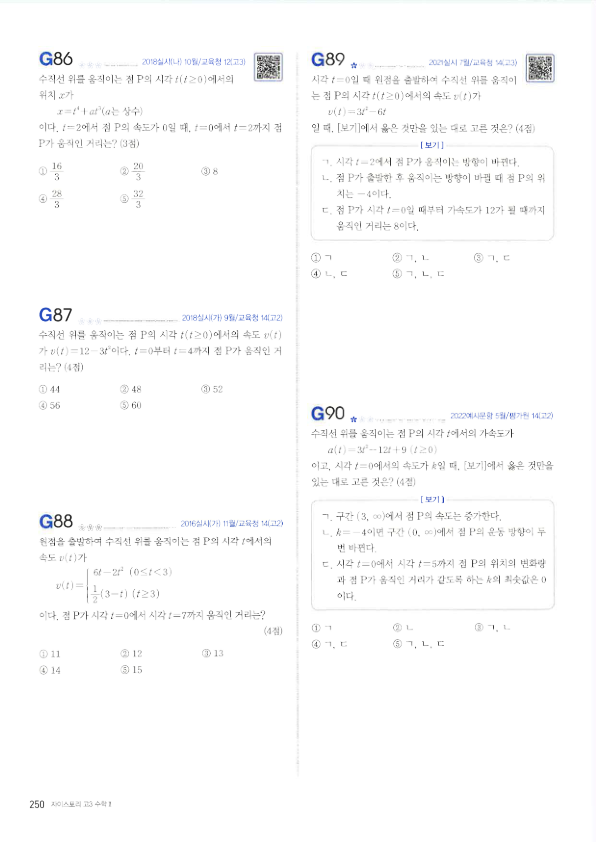 G86
2018실시(나) 10월/교육청 12(고3)
수직선 위를 움직이는 점 P의 시각 t(t≥0)에서의
위치 x가
x=t⁴+at³(a는 상수)
이다. t=2에서 점 P의 속도가 0일 때, t=0에서 t=2까지 점
P가 움직인 거리는? (3점)
① 16/3 ② 20/3 ③ 8
④ 28/3 ⑤ 32/3
G87
2018실시(가) 9월/교육청 14(고2)
수직선 위를 움직이는 점 P의 시각 t(t≥0)에서의 속도 v(t)
가 v(t)=12-3t²이다. t=0부터 t=4까지 점 P가 움직인 거
리는? (4점)
① 44 ② 48 ③ 52
④ 56 ⑤ 60
G88
2016실시(가) 11월/교육청 14(고2)
원점을 출발하여 수직선 위를 움직이는 점 P의 시각 t에서의
속도 v(t)가
v(t)= { 6t-2t² (0≤t<3)
1/2(3-t) (t≥3)
이다. 점 P가 시각 t=0에서 시각 t=7까지 움직인 거리는?
(4점)
① 11 ② 12 ③ 13
④ 14 ⑤ 15
G89
2021실시 7월/교육청 14(고3)
시각 t=0일 때 원점을 출발하여 수직선 위를 움직이
는 점 P의 시각 t(t≥0)에서의 속도 v(t)가
v(t)=3t²-6t
일 때, [보기]에서 옳은 것만을 있는 대로 고른 것은? (4점)
[보기]
ㄱ. 시각 t=2에서 점 P가 움직이는 방향이 바뀐다.
ㄴ. 점 P가 출발한 후 움직이는 방향이 바뀔 때 점 P의 위
치는 -4이다.
ㄷ. 점 P가 시각 t=0일 때부터 가속도가 12가 될 때까지
움직인 거리는 8이다.
① ㄱ ② ㄱ, ㄴ ③ ㄱ, ㄷ
④ ㄴ, ㄷ ⑤ ㄱ, ㄴ, ㄷ
G90
2022예시문항 5월/평가원 14(고2)
수직선 위를 움직이는 점 P의 시각 t에서의 가속도가
a(t)=3t²-12t+9 (t≥0)
이고, 시각 t=0에서의 속도가 k일 때, [보기]에서 옳은 것만을
있는 대로 고른 것은? (4점)
[보기]
ㄱ. 구간 (3, ∞)에서 점 P의 속도는 증가한다.
ㄴ. k=-4이면 구간 (0, ∞)에서 점 P의 운동 방향이 두
번 바뀐다.
ㄷ. 시각 t=0에서 시각 t=5까지 점 P의 위치의 변화량
과 점 P가 움직인 거리가 같도록 하는 k의 최솟값은 0
이다.
① ㄱ ② ㄴ ③ ㄱ, ㄴ
④ ㄱ, ㄷ ⑤ ㄱ, ㄴ, ㄷ
250 자이스토리 고3 수학 II